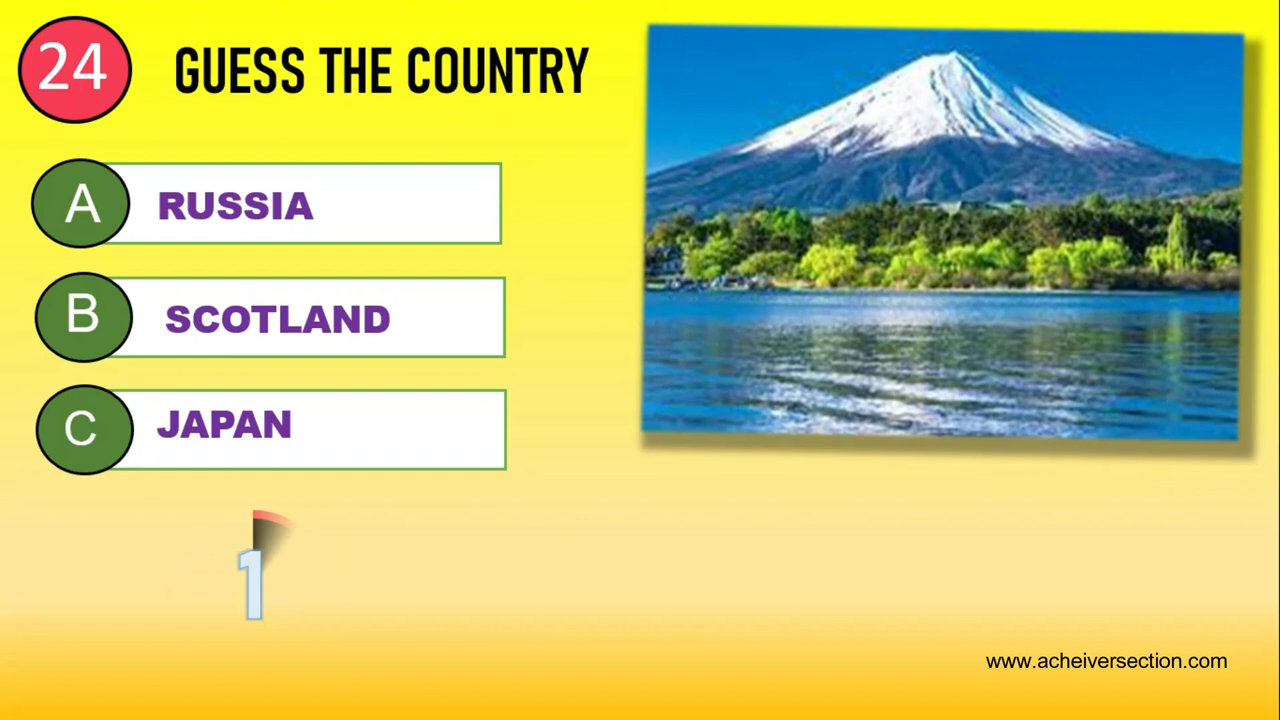 24
GUESS THE COUNTRY
A
RUSSIA
B
SCOTLAND
C
JAPAN
1
www.acheiversection.com